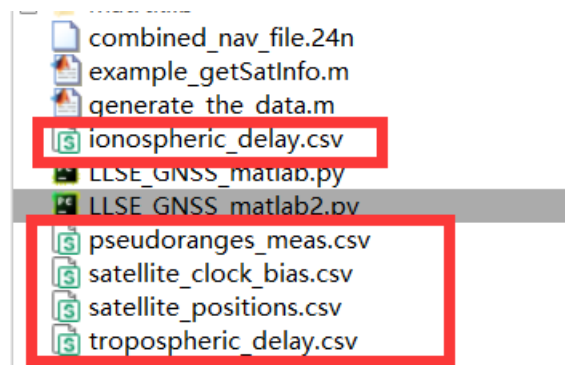 combined_nav_file.24n
example_getSatInfo.m
generate_the_data.m
ionospheric_delay.csv
LLSE_GNSS_matlab.py
LLSE_GNSS_matlab2.py
pseudoranges_meas.csv
satellite_clock_bias.csv
satellite_positions.csv
tropospheric_delay.csv